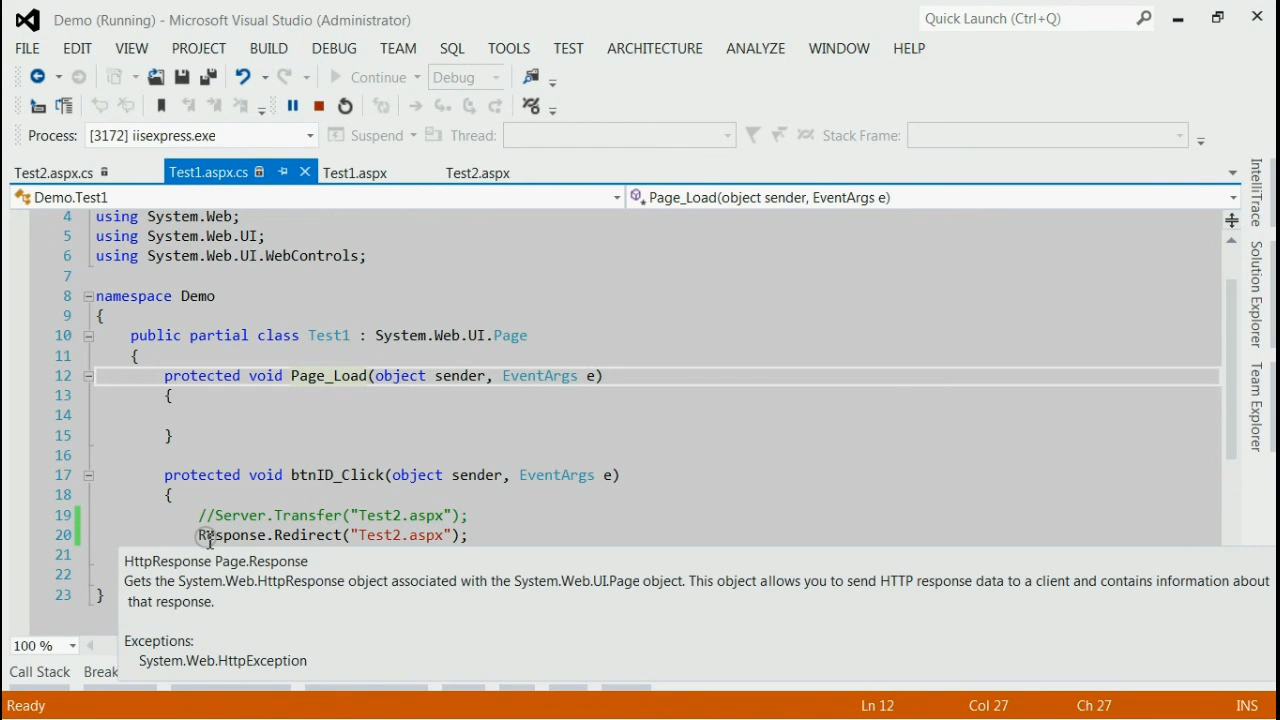 Demo (Running) - Microsoft Visual Studio (Administrator)
Quick Launch (Ctrl+Q)
FILE EDIT VIEW PROJECT BUILD DEBUG TEAM SQL TOOLS TEST ARCHITECTURE ANALYZE WINDOW HELP
Continue Debug
Process: [3172] iisexpress.exe Suspend Thread: Stack Frame:
Test2.aspx.cs Test1.aspx.cs Test1.aspx Test2.aspx
Demo.Test1 Page_Load(object sender, EventArgs e)
4 using System.Web;
5 using System.Web.UI;
6 using System.Web.UI.WebControls;
7
8 namespace Demo
9 {
10 public partial class Test1 : System.Web.UI.Page
11 {
12 protected void Page_Load(object sender, EventArgs e)
13 {
14
15 }
16
17 protected void btnID_Click(object sender, EventArgs e)
18 {
19 //Server.Transfer("Test2.aspx");
20 Response.Redirect("Test2.aspx");
21
22
23 }
HttpResponse Page.Response
Gets the System.Web.HttpResponse object associated with the System.Web.UI.Page object. This object allows you to send HTTP response data to a client and contains information about
that response.
Exceptions:
System.Web.HttpException
100 %
Call Stack Break
Ready Ln 12 Col 27 Ch 27 INS
IntelliTrace
Solution Explorer
Team Explorer